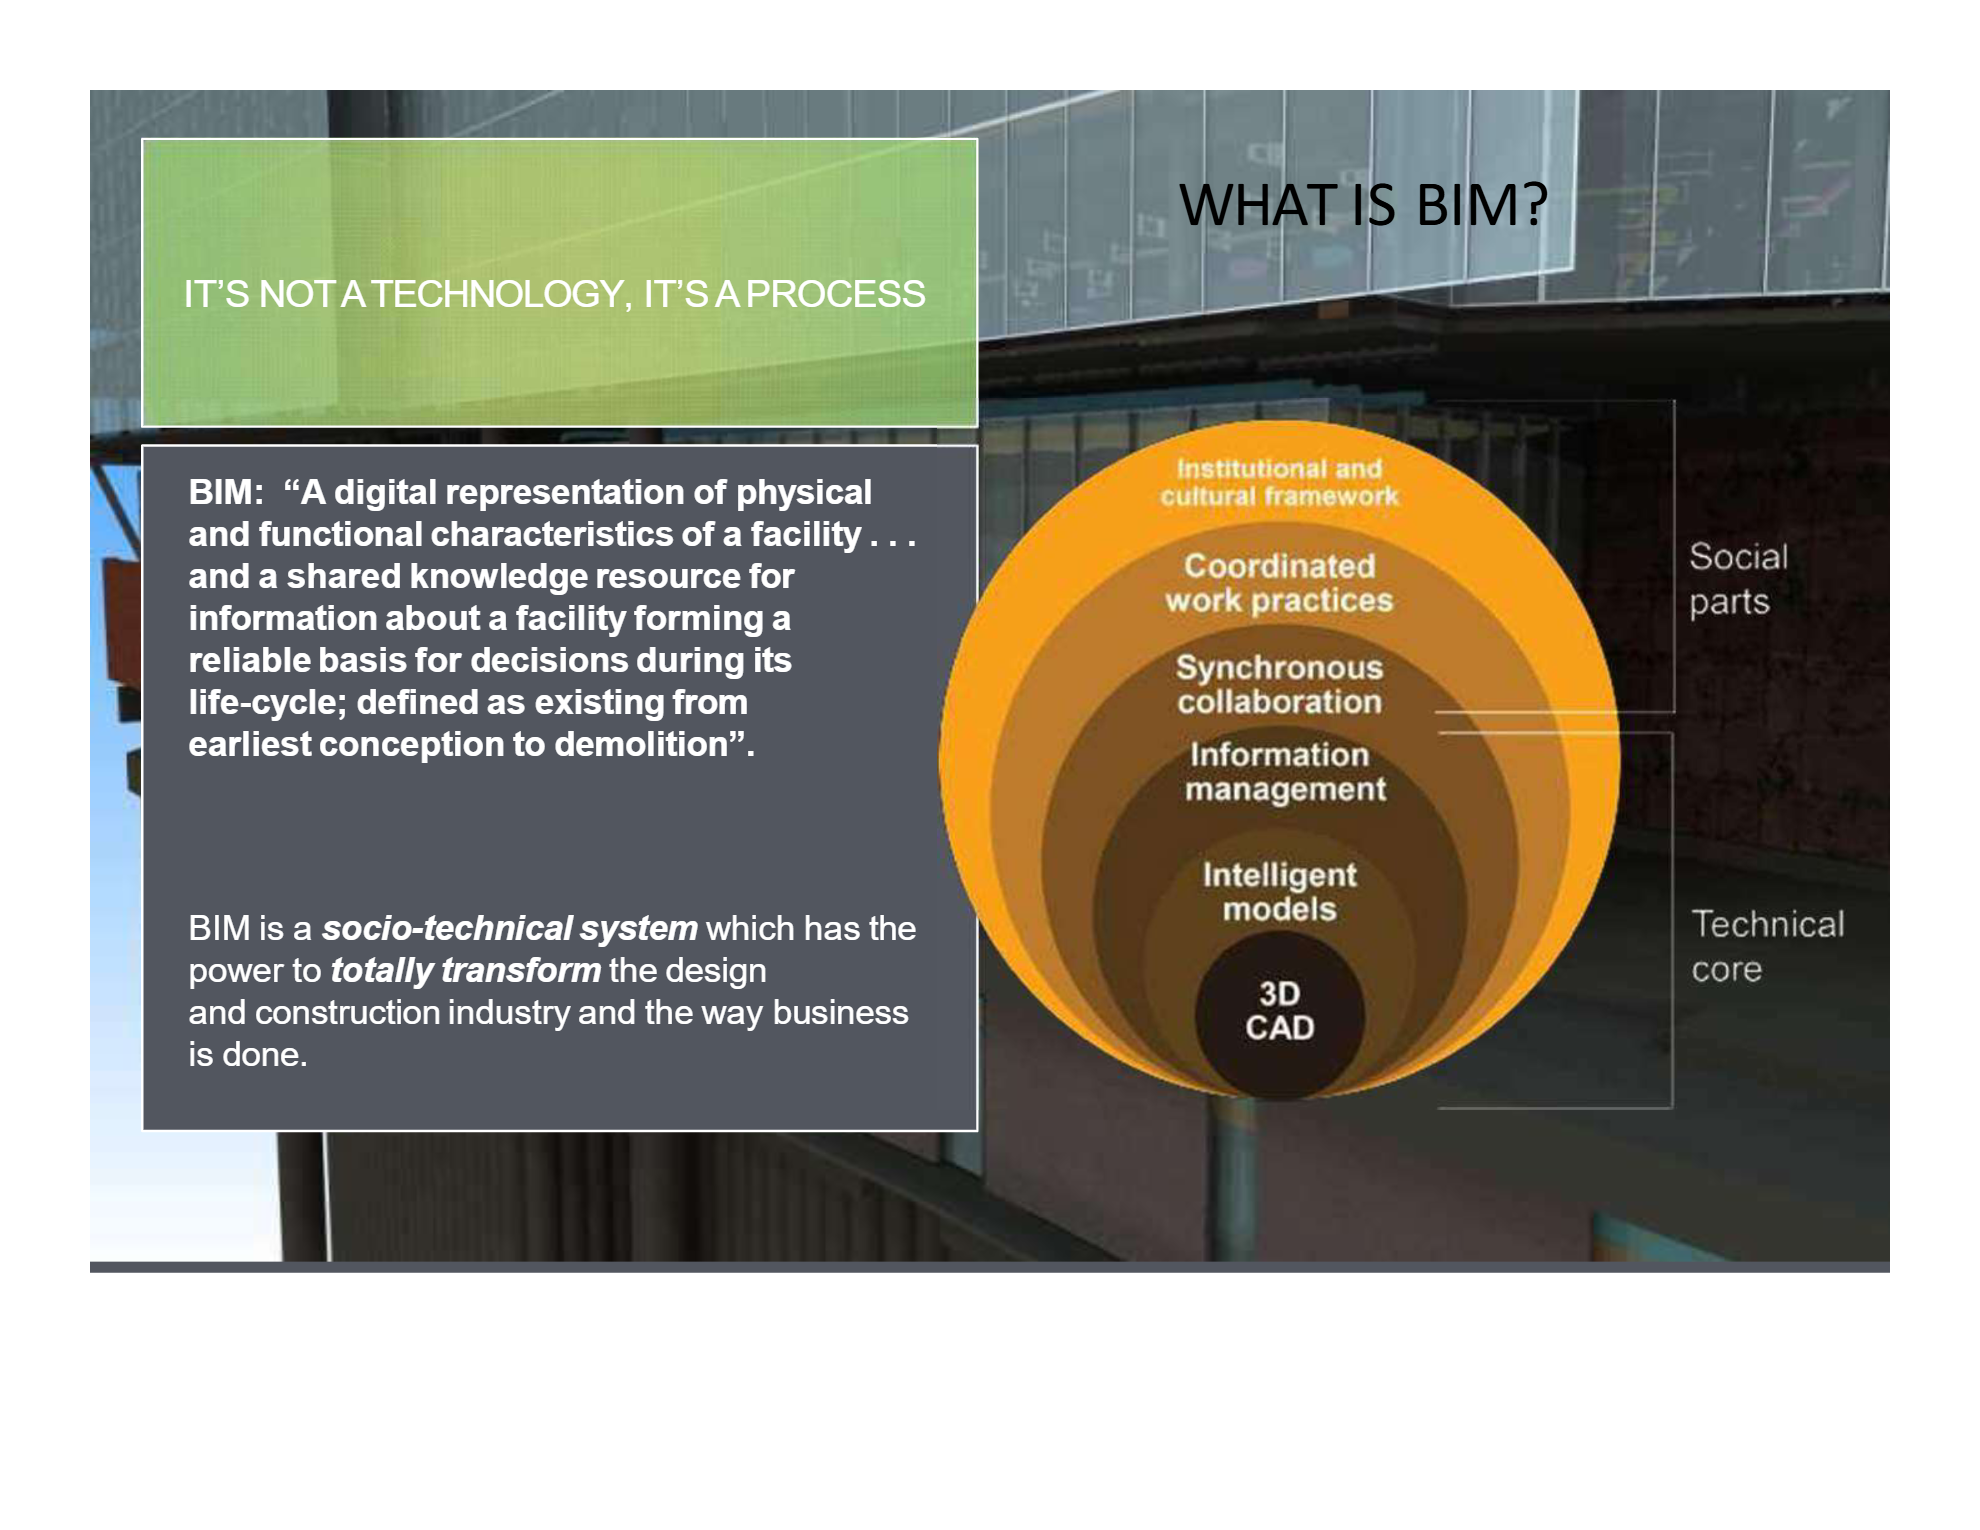 WHAT IS BIM?
IT’S NOT A TECHNOLOGY, IT’S A PROCESS
BIM: “A digital representation of physical
and functional characteristics of a facility . . .
and a shared knowledge resource for
information about a facility forming a
reliable basis for decisions during its
life-cycle; defined as existing from
earliest conception to demolition”.
BIM is a socio-technical system which has the
power to totally transform the design
and construction industry and the way business
is done.
Institutional and
cultural framework
Coordinated
work practices
Synchronous
collaboration
Information
management
Intelligent
models
3D
CAD
Social
parts
Technical
core